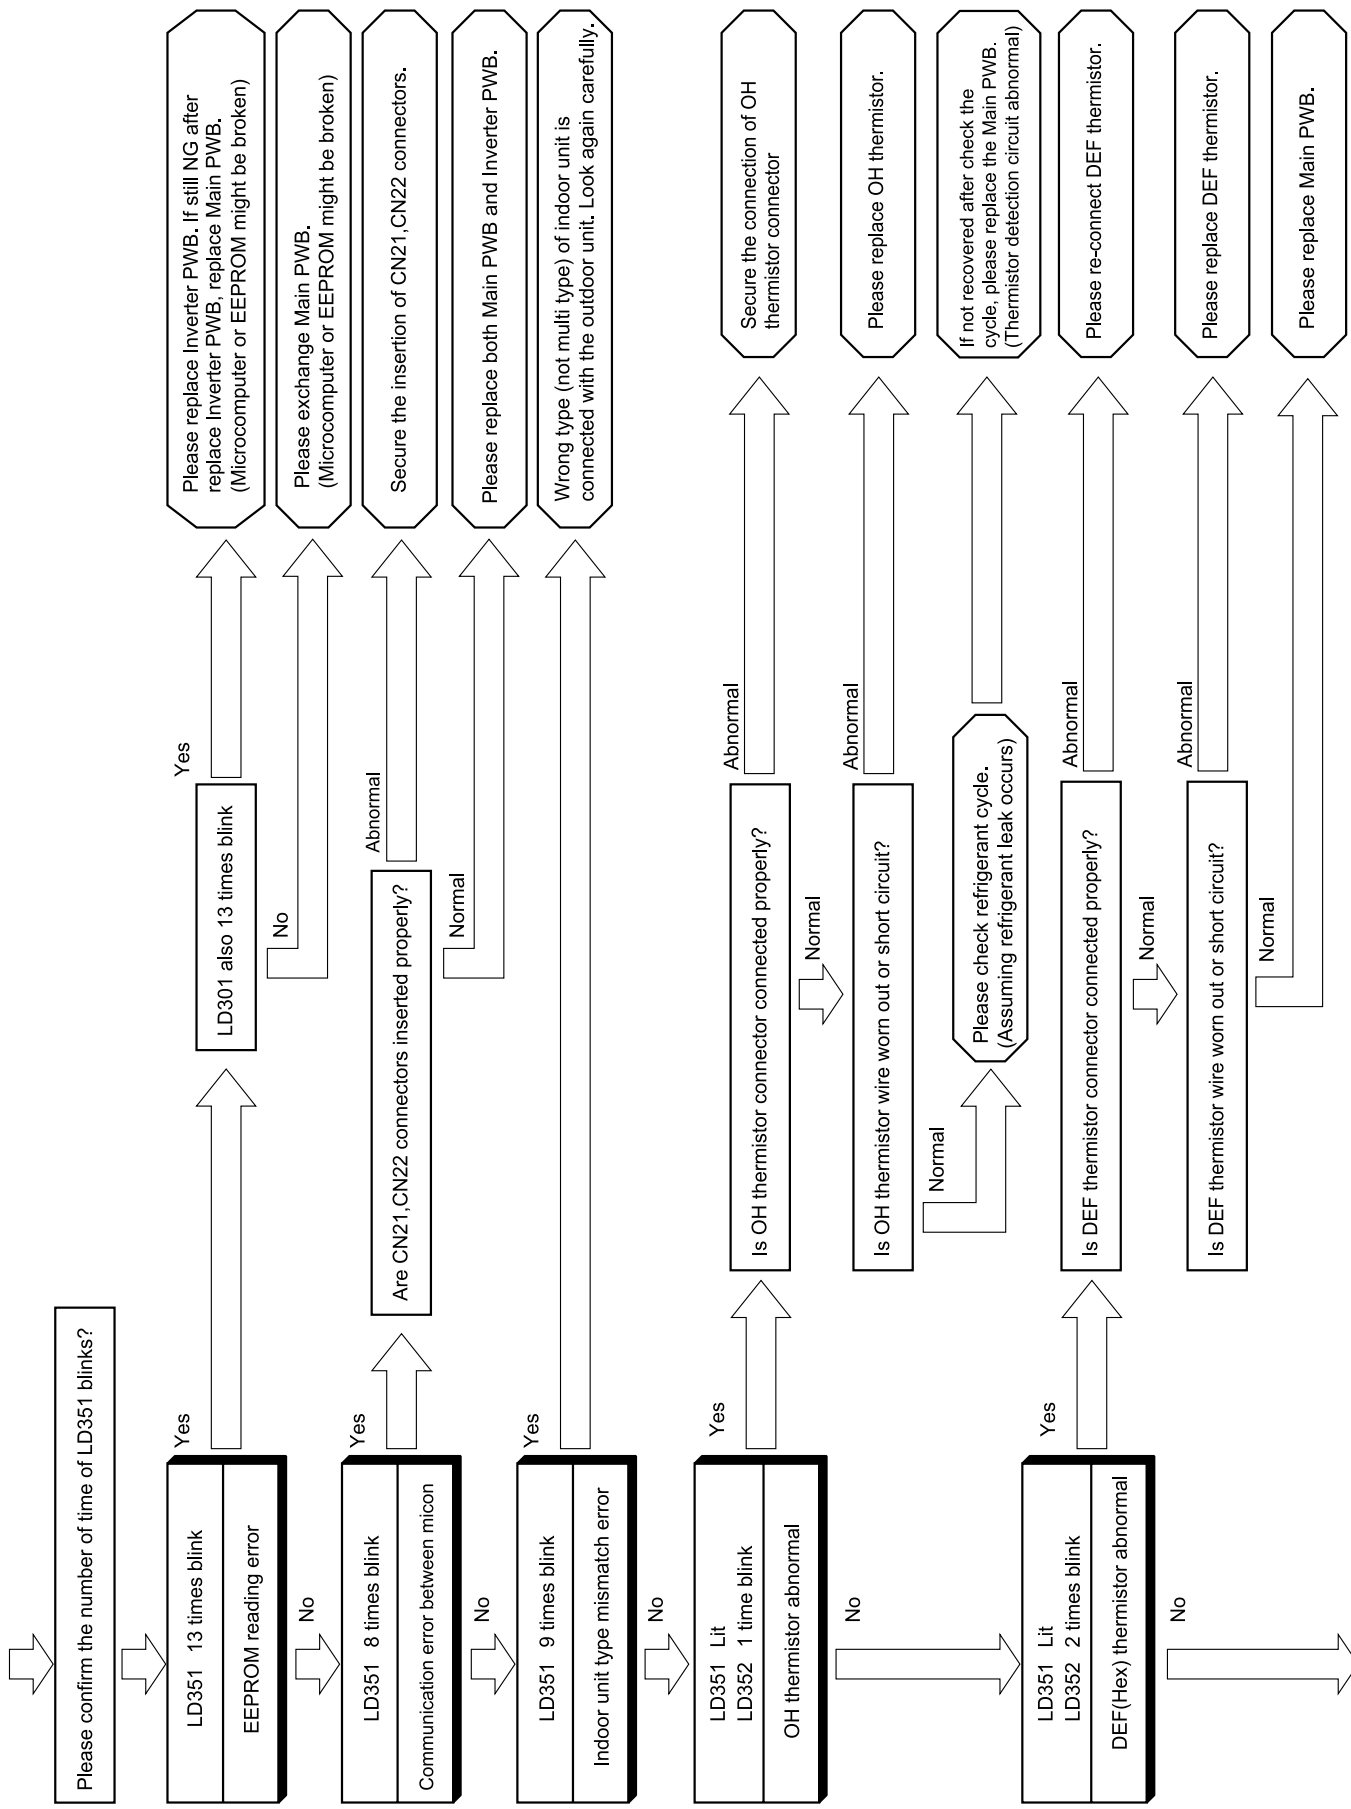 Please confirm the number of time of LD351 blinks?
LD351 13 times blink
EEPROM reading error
Yes
LD301 also 13 times blink
Yes
Please replace Inverter PWB. If still NG after
replace Inverter PWB, replace Main PWB.
(Microcomputer or EEPROM might be broken)
No
Please exchange Main PWB.
(Microcomputer or EEPROM might be broken)
No
LD351 8 times blink
Communication error between micon
Yes
Are CN21,CN22 connectors inserted properly?
Abnormal
Secure the insertion of CN21,CN22 connectors.
Normal
Please replace both Main PWB and Inverter PWB.
No
LD351 9 times blink
Indoor unit type mismatch error
Yes
Wrong type (not multi type) of indoor unit is
connected with the outdoor unit. Look again carefully.
No
LD351 Lit
LD352 1 time blink
OH thermistor abnormal
Yes
Is OH thermistor connector connected properly?
Abnormal
Secure the connection of OH
thermistor connector
Normal
Is OH thermistor wire worn out or short circuit?
Abnormal
Please replace OH thermistor.
Normal
Please check refrigerant cycle.
(Assuming refrigerant leak occurs)
If not recovered after check the
cycle, please replace the Main PWB.
(Thermistor detection circuit abnormal)
No
LD351 Lit
LD352 2 times blink
DEF(Hex) thermistor abnormal
Yes
Is DEF thermistor connected properly?
Abnormal
Please re-connect DEF thermistor.
Normal
Is DEF thermistor wire worn out or short circuit?
Abnormal
Please replace DEF thermistor.
Normal
Please replace Main PWB.
No